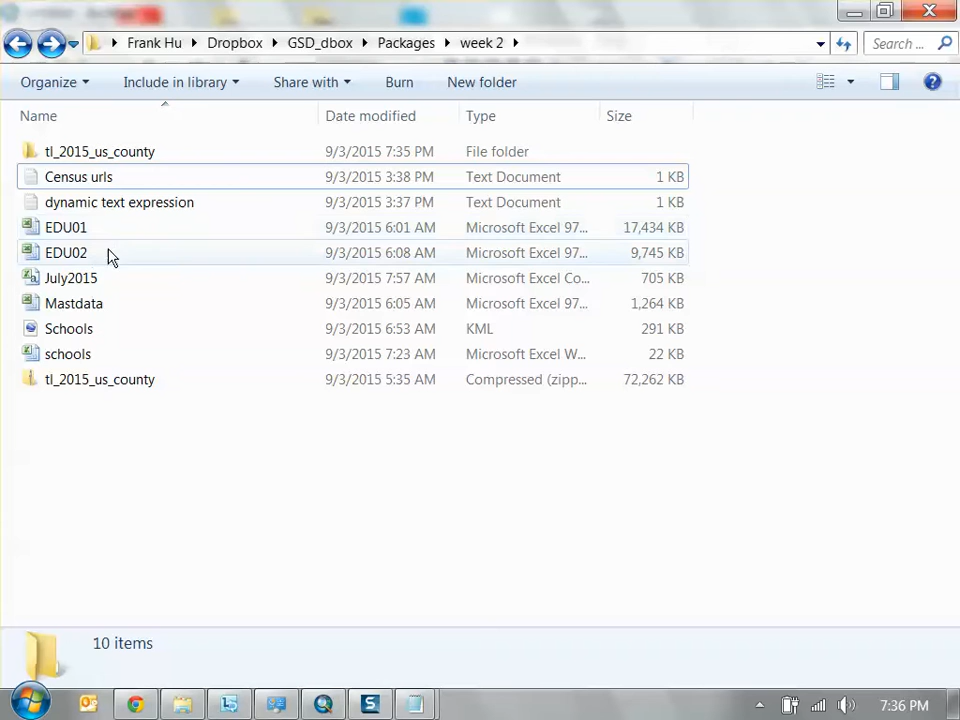 Frank Hu Dropbox GSD_dbox Packages week 2 Search...
Organize Include in library Share with Burn New folder
Name Date modified Type Size
tl_2015_us_county 9/3/2015 7:35 PM File folder
Census urls 9/3/2015 3:38 PM Text Document 1 KB
dynamic text expression 9/3/2015 3:37 PM Text Document 1 KB
EDU01 9/3/2015 6:01 AM Microsoft Excel 97... 17,434 KB
EDU02 9/3/2015 6:08 AM Microsoft Excel 97... 9,745 KB
July2015 9/3/2015 7:57 AM Microsoft Excel Co... 705 KB
Mastdata 9/3/2015 6:05 AM Microsoft Excel 97... 1,264 KB
Schools 9/3/2015 6:53 AM KML 291 KB
schools 9/3/2015 7:23 AM Microsoft Excel W... 22 KB
tl_2015_us_county 9/3/2015 5:35 AM Compressed (zipp... 72,262 KB
10 items
7:36 PM